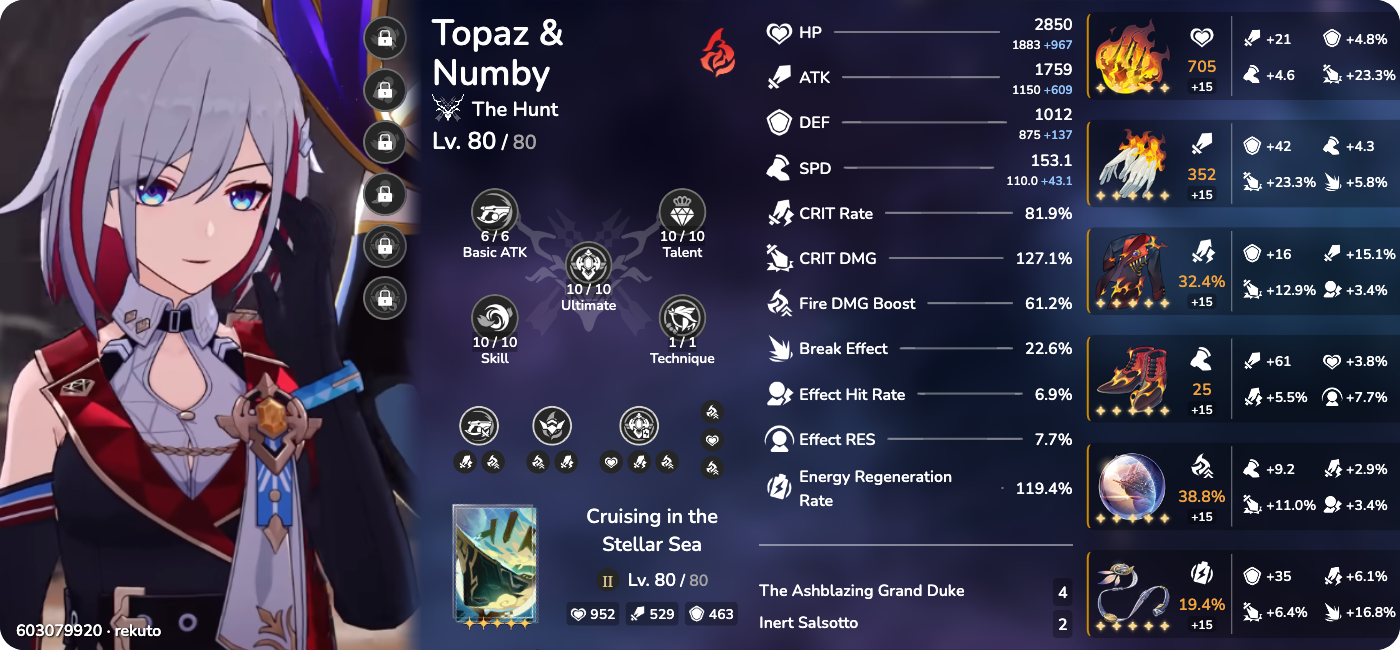 Topaz &
Numby
The Hunt
Lv. 80 / 80
6 / 6
Basic ATK
10 / 10
Talent
10 / 10
Ultimate
10 / 10
Skill
1 / 1
Technique
Cruising in the
Stellar Sea
II Lv. 80 / 80
952 529 463
603079920 · rekuto
HP 2850
1883 +967
ATK 1759
1150 +609
DEF 1012
875 +137
SPD 153.1
110.0 +43.1
CRIT Rate 81.9%
CRIT DMG 127.1%
Fire DMG Boost 61.2%
Break Effect 22.6%
Effect Hit Rate 6.9%
Effect RES 7.7%
Energy Regeneration
Rate 119.4%
The Ashblazing Grand Duke 4
Inert Salsotto 2
705
+15
+21 +4.8%
+4.6 +23.3%
352
+15
+42 +4.3
+23.3% +5.8%
32.4%
+15
+16 +15.1%
+12.9% +3.4%
25
+15
+61 +3.8%
+5.5% +7.7%
38.8%
+15
+9.2 +2.9%
+11.0% +3.4%
19.4%
+15
+35 +6.1%
+6.4% +16.8%